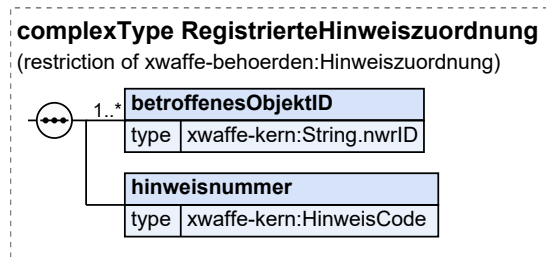 complexType RegistrierteHinweiszuordnung
(restriction of xwaffe-behoerden:Hinweiszuordnung)
1..* betroffenesObjektID
type xwaffe-kern:String.nwrID
hinweisnummer
type xwaffe-kern:HinweisCode